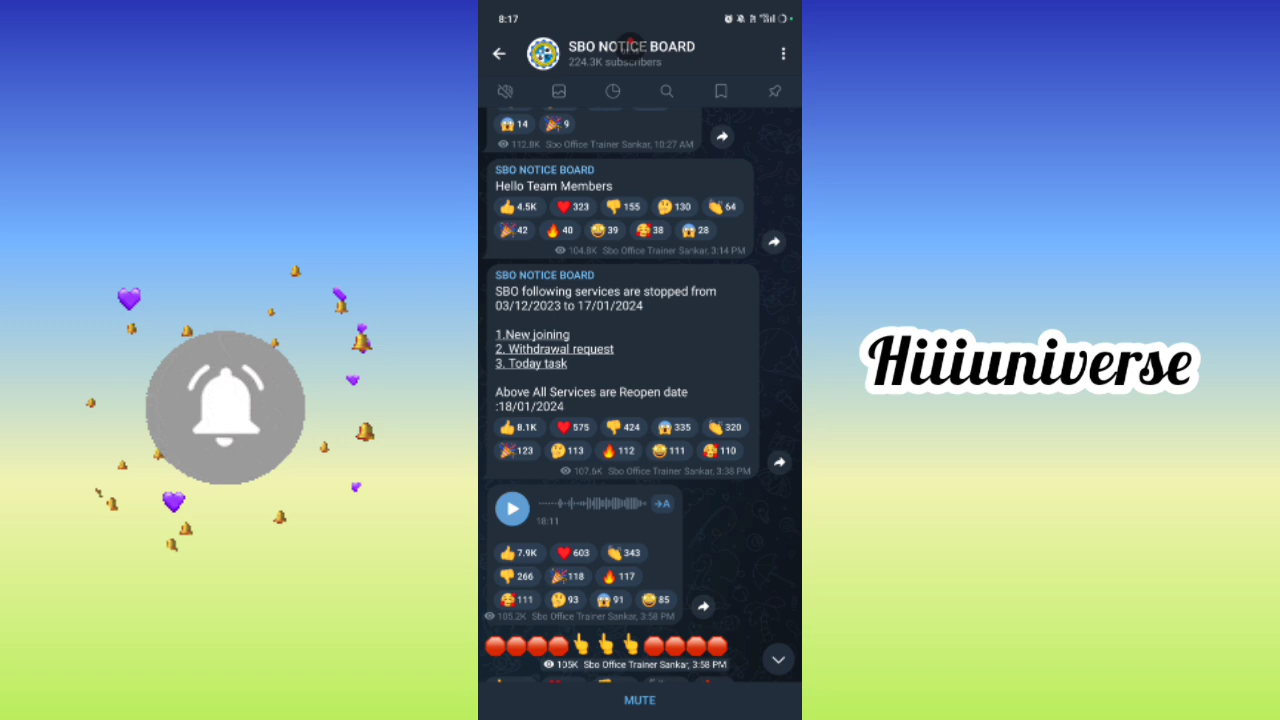 8:17
SBO NOTICE BOARD
224.3K subscribers
😱 14 🎉 9
112.8K Sbo Office Trainer Sankar, 10:27 AM
SBO NOTICE BOARD
Hello Team Members
👍 4.5K ❤️ 323 👎 155 🤔 130 👏 64
🎉 42 🔥 40 🤩 39 🥰 38 😱 28
104.8K Sbo Office Trainer Sankar, 3:14 PM
SBO NOTICE BOARD
SBO following services are stopped from
03/12/2023 to 17/01/2024
1.New joining
2. Withdrawal request
3. Today task
Above All Services are Reopen date
:18/01/2024
👍 8.1K ❤️ 575 👎 424 😱 335 👏 320
🎉 123 🤔 113 🔥 112 🤩 111 🥰 110
107.6K Sbo Office Trainer Sankar, 3:38 PM
→A
18:11
👍 7.9K ❤️ 603 👏 343
👎 266 🎉 118 🔥 117
🥰 111 🤔 93 😱 91 🤩 85
105.2K Sbo Office Trainer Sankar, 3:58 PM
🛑🛑🛑🛑👆👆👆🛑🛑🛑🛑
105K Sbo Office Trainer Sankar, 3:58 PM
MUTE
Hiiiuniverse